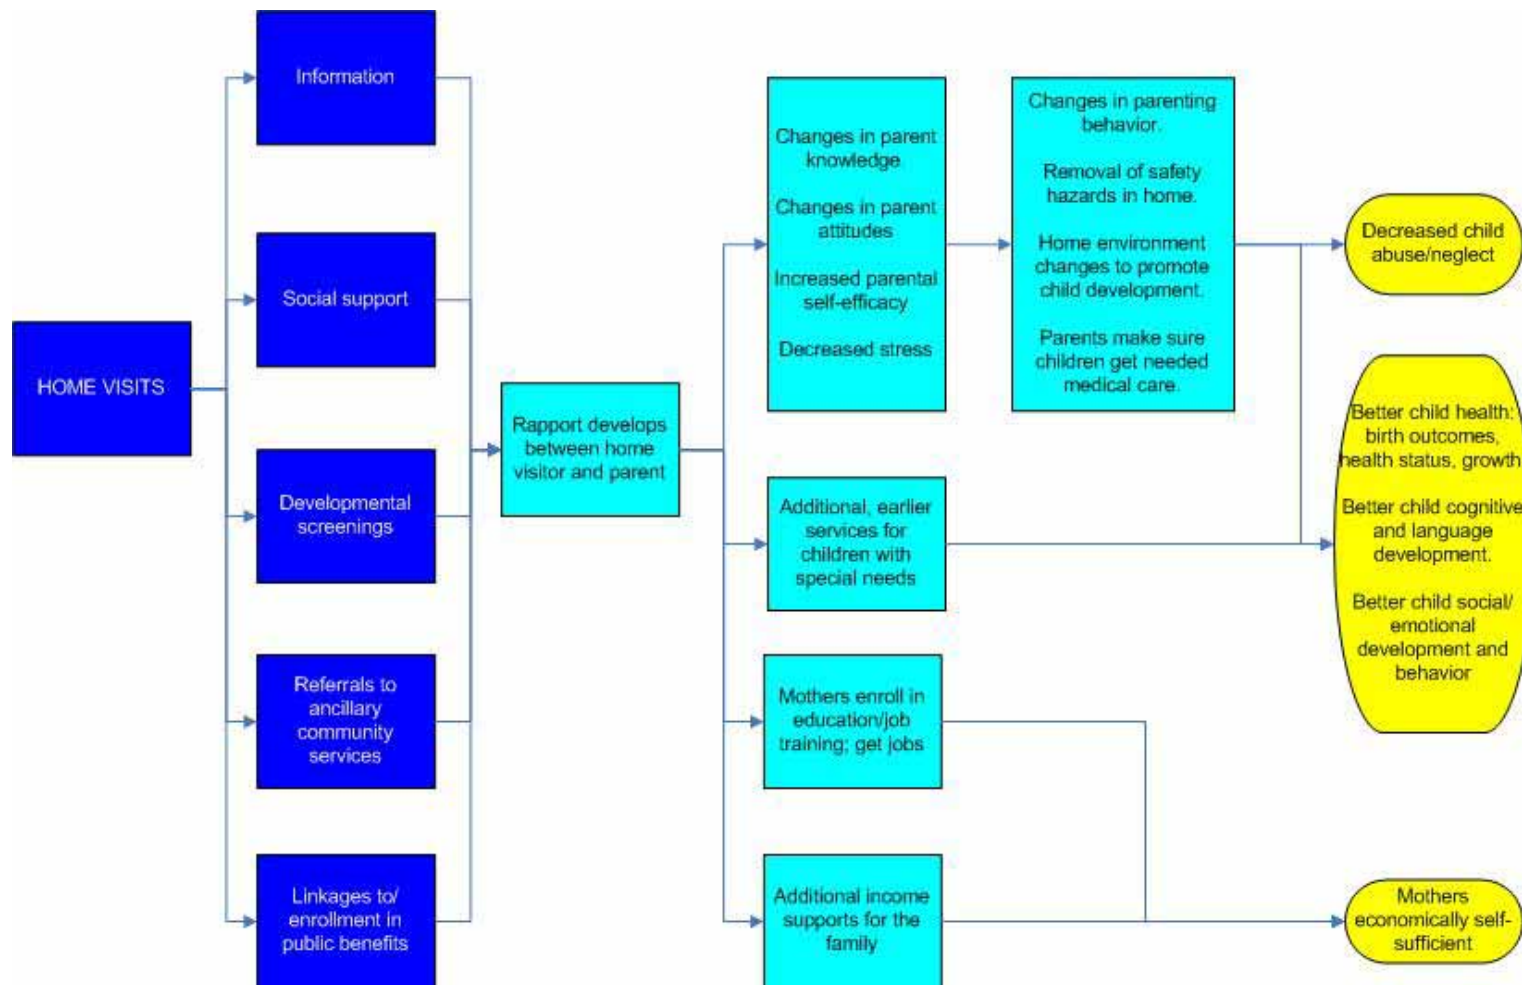 HOME VISITS
Information
Social support
Developmental
screenings
Referrals to
ancillary
community
services
Linkages to/
enrollment in
public benefits
Rapport develops
between home
visitor and parent
Changes in parent
knowledge
Changes in parent
attitudes
Increased parental
self-efficacy
Decreased stress
Additional, earlier
services for
children with
special needs
Mothers enroll in
education/job
training; get jobs
Additional income
supports for the
family
Changes in parenting
behavior.
Removal of safety
hazards in home.
Home environment
changes to promote
child development.
Parents make sure
children get needed
medical care.
Decreased child
abuse/neglect
Better child health:
birth outcomes,
health status, growth
Better child cognitive
and language
development.
Better child social/
emotional
development and
behavior
Mothers
economically self-
sufficient